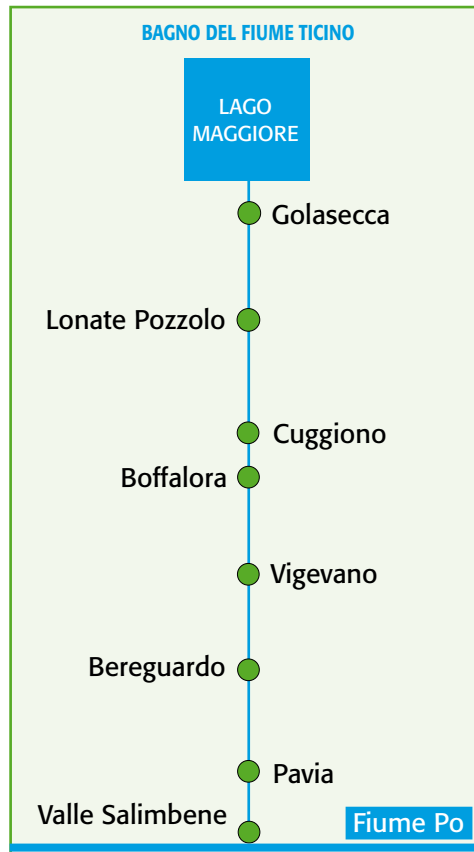 BAGNO DEL FIUME TICINO
LAGO
MAGGIORE
Golasecca
Lonate Pozzolo
Cuggiono
Boffalora
Vigevano
Bereguardo
Pavia
Valle Salimbene
Fiume Po